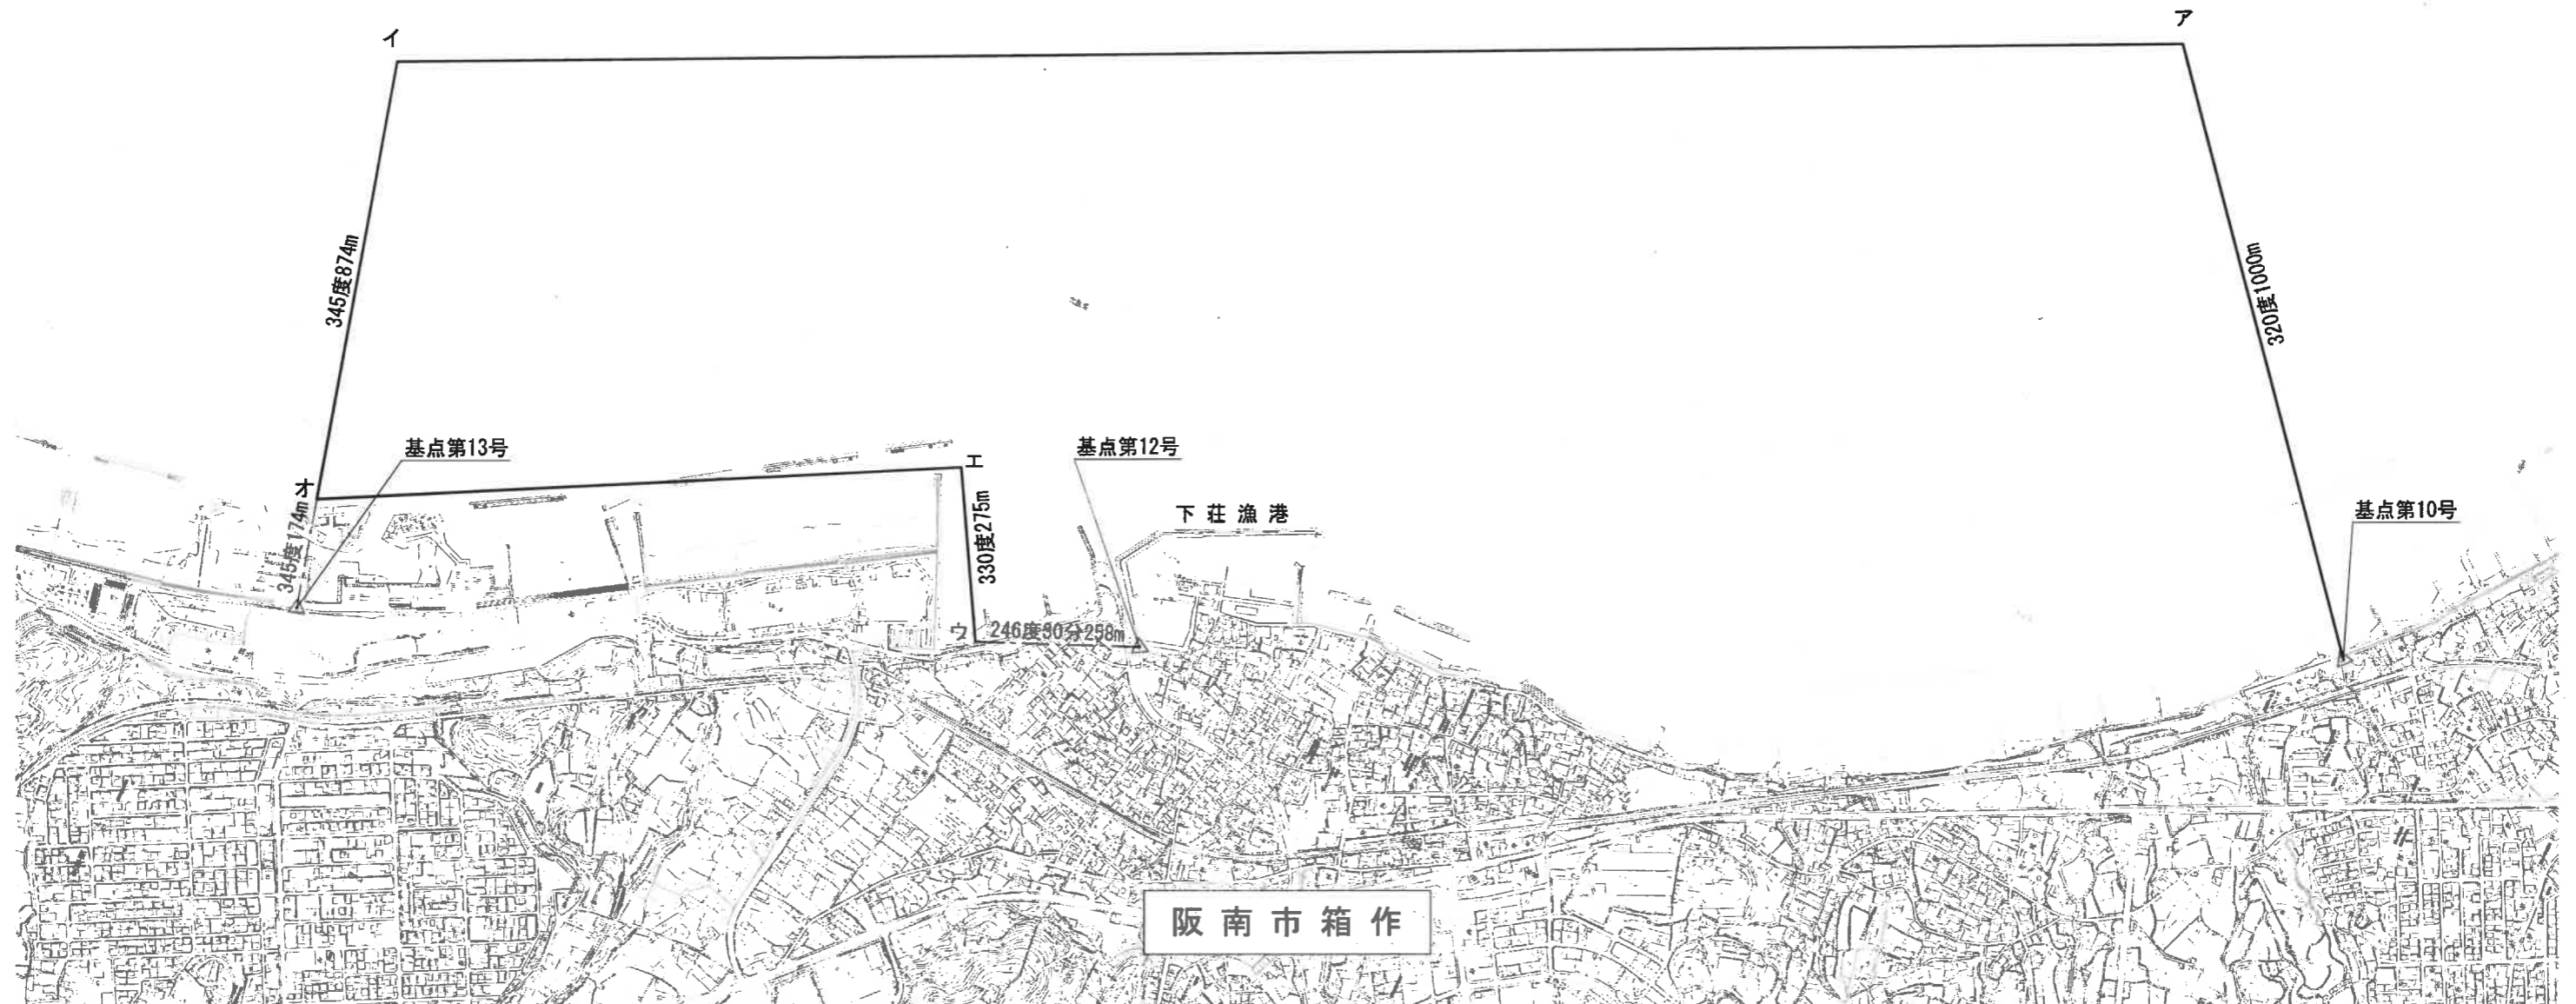 イ
ア
345度874m
320度1000m
基点第13号
基点第12号
オ
エ
345度174m
330度275m
下荘漁港
基点第10号
ウ
246度30分258m
阪南市箱作